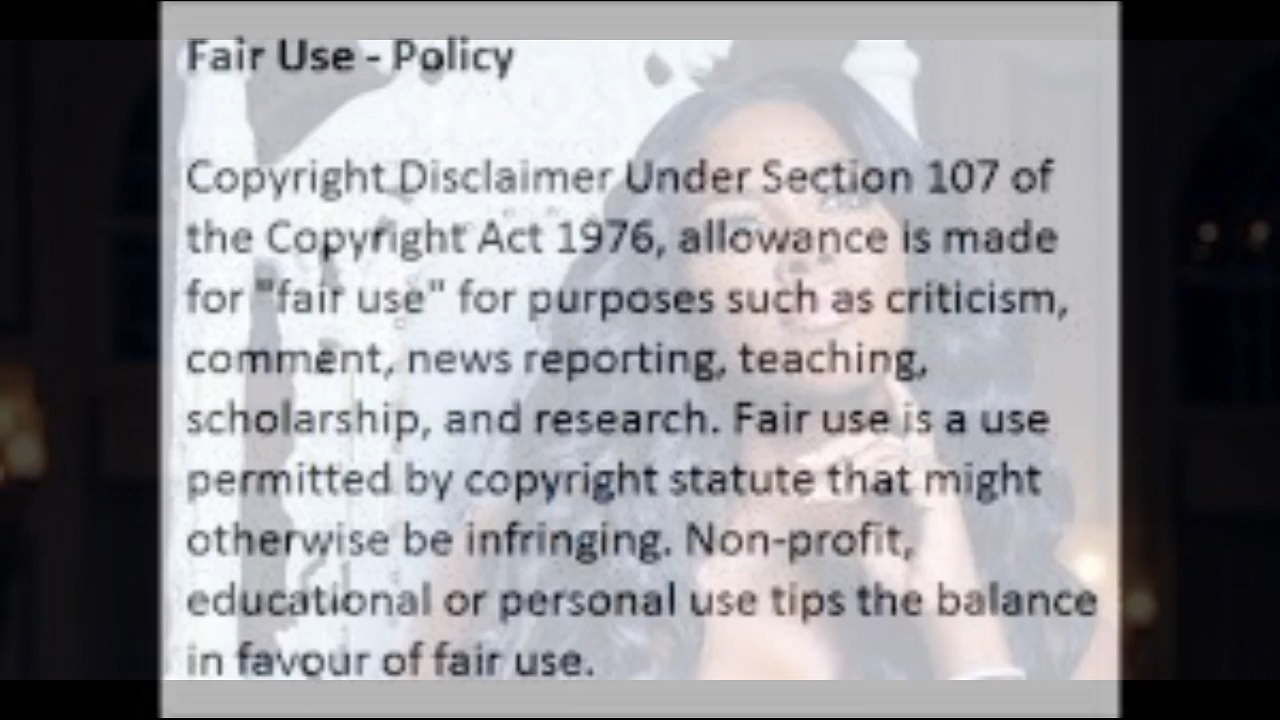 Fair Use - Policy
Copyright Disclaimer Under Section 107 of
the Copyright Act 1976, allowance is made
for "fair use" for purposes such as criticism,
comment, news reporting, teaching,
scholarship, and research. Fair use is a use
permitted by copyright statute that might
otherwise be infringing. Non-profit,
educational or personal use tips the balance
in favour of fair use.